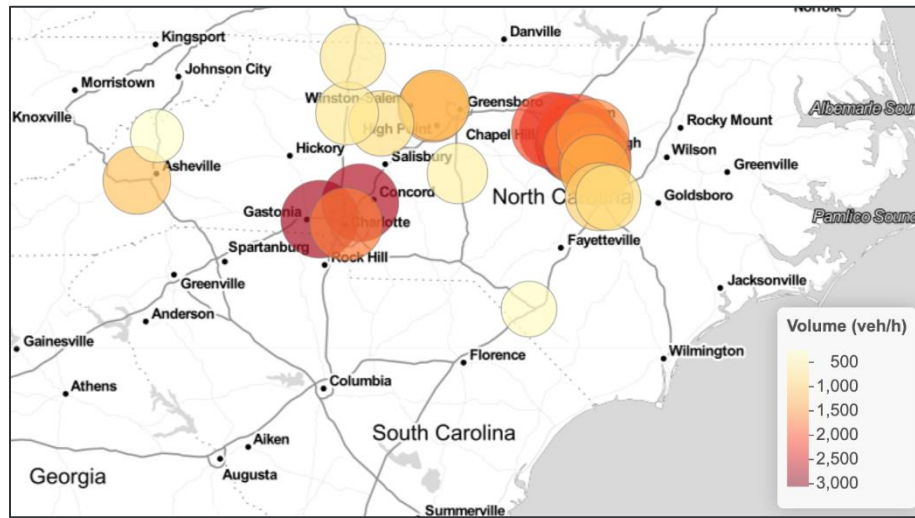 Norfolk
Danville
Kingsport
Johnson City
Morristown
Knoxville
Winston-Salem
Greensboro
Albemarle Sou
High Point
Chapel Hill
gh
Rocky Mount
Hickory
Salisbury
Wilson
Asheville
Greenville
North Carolina
Concord
Goldsboro
Gastonia
Charlotte
Pamlico Sound
Fayetteville
Spartanburg
Rock Hill
Greenville
Jacksonville
Anderson
Volume (veh/h)
Gainesville
Florence
Wilmington
500
Columbia
1,000
Athens
1,500
South Carolina
2,000
Aiken
2,500
Georgia
Augusta
3,000
Summerville